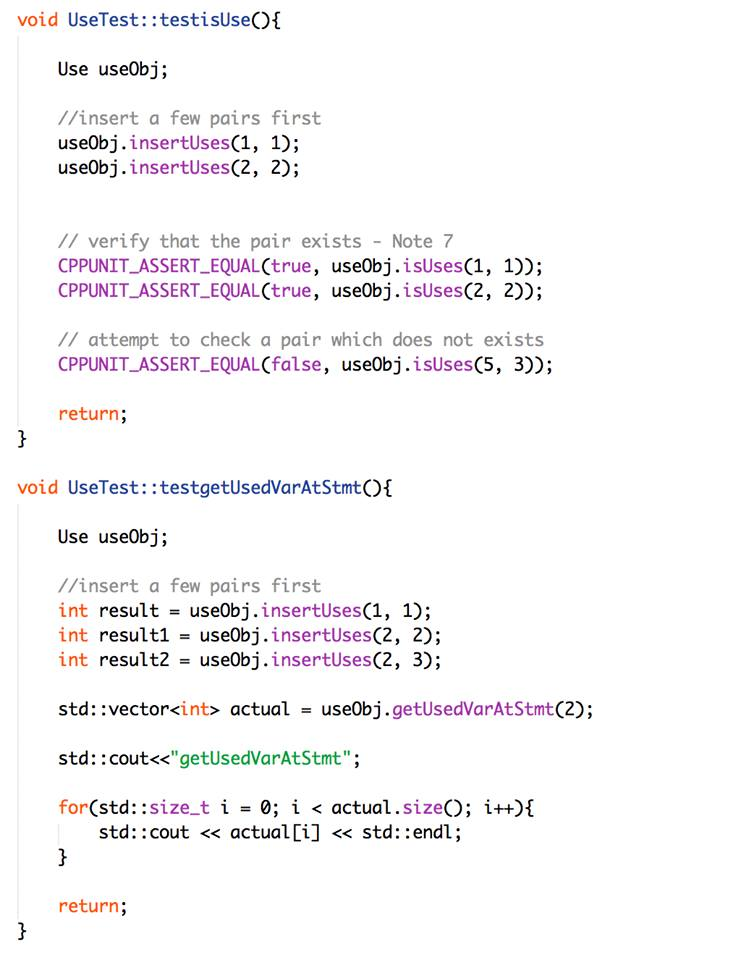 void UseTest::testisUse(){
Use useObj;
//insert a few pairs first
useObj.insertUses(1, 1);
useObj.insertUses(2, 2);
// verify that the pair exists - Note 7
CPPUNIT_ASSERT_EQUAL(true, useObj.isUses(1, 1));
CPPUNIT_ASSERT_EQUAL(true, useObj.isUses(2, 2));
// attempt to check a pair which does not exists
CPPUNIT_ASSERT_EQUAL(false, useObj.isUses(5, 3));
return;
}
void UseTest::testgetUsedVarAtStmt(){
Use useObj;
//insert a few pairs first
int result = useObj.insertUses(1, 1);
int result1 = useObj.insertUses(2, 2);
int result2 = useObj.insertUses(2, 3);
std::vector<int> actual = useObj.getUsedVarAtStmt(2);
std::cout<<"getUsedVarAtStmt";
for(std::size_t i = 0; i < actual.size(); i++){
std::cout << actual[i] << std::endl;
}
return;
}